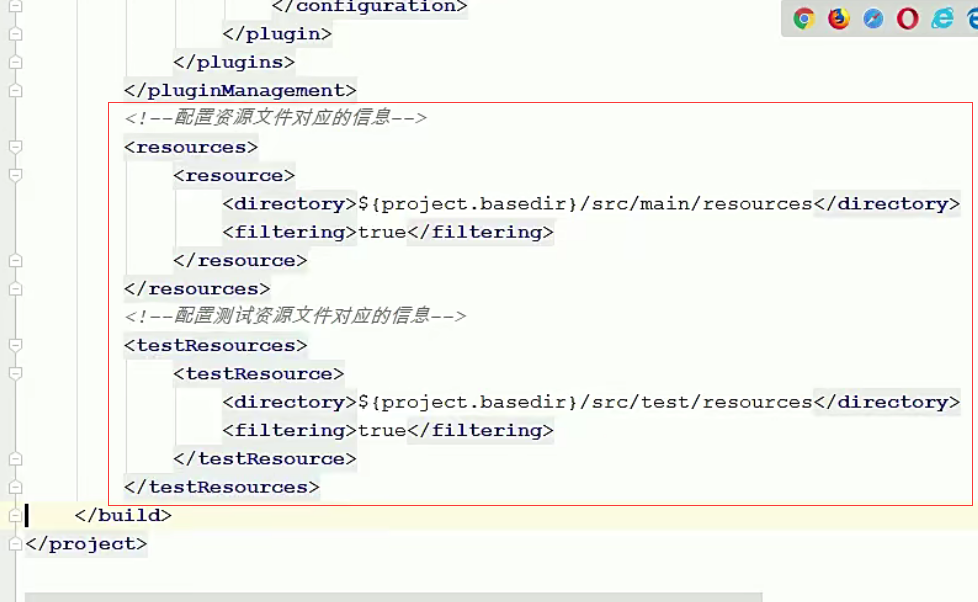 </configuration>
</plugin>
</plugins>
</pluginManagement>
<!--配置资源文件对应的信息-->
<resources>
<resource>
<directory>${project.basedir}/src/main/resources</directory>
<filtering>true</filtering>
</resource>
</resources>
<!--配置测试资源文件对应的信息-->
<testResources>
<testResource>
<directory>${project.basedir}/src/test/resources</directory>
<filtering>true</filtering>
</testResource>
</testResources>
</build>
</project>